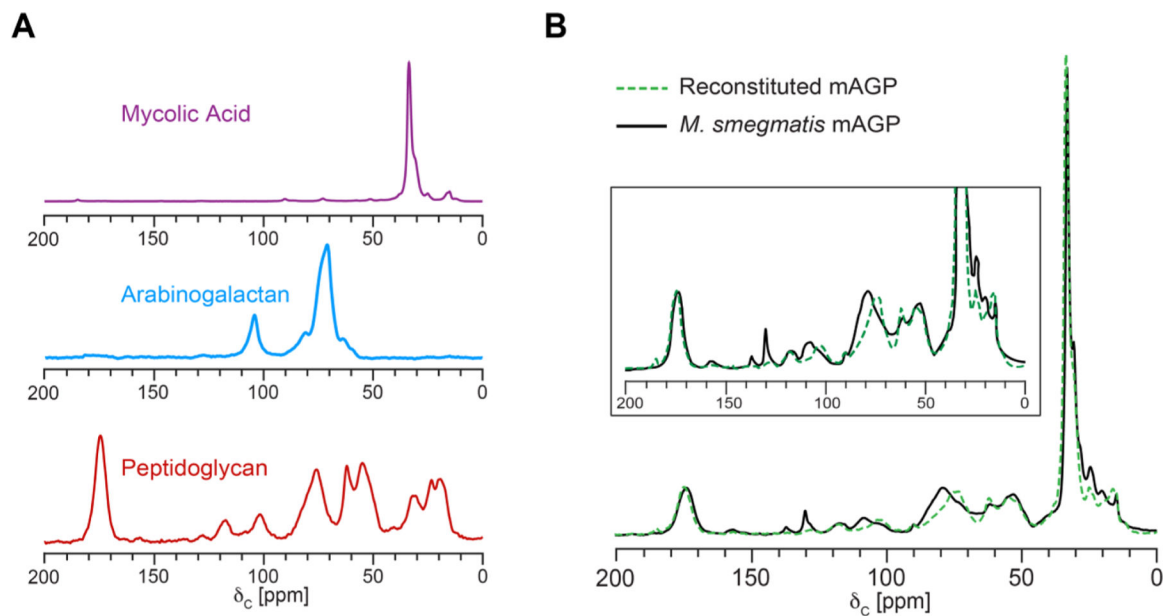 A
Mycolic Acid
200 150 100 50 0
Arabinogalactan
200 150 100 50 0
Peptidoglycan
200 150 100 50 0
δC [ppm]
B
Reconstituted mAGP
M. smegmatis mAGP
200 150 100 50 0
200 150 100 50 0
δC [ppm]